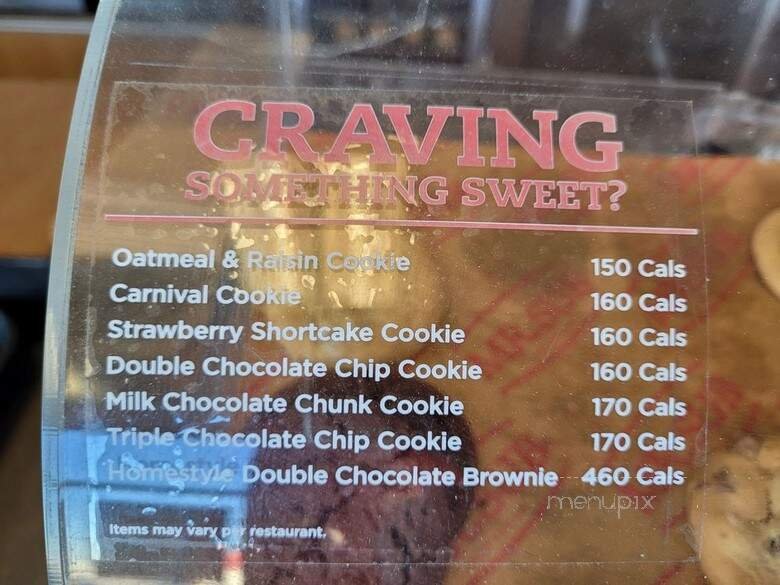 CRAVING
SOMETHING SWEET?
Oatmeal & Raisin Cookie 150 Cals
Carnival Cookie 160 Cals
Strawberry Shortcake Cookie 160 Cals
Double Chocolate Chip Cookie 160 Cals
Milk Chocolate Chunk Cookie 170 Cals
Triple Chocolate Chip Cookie 170 Cals
Homestyle Double Chocolate Brownie 460 Cals
menupix
Items may vary per restaurant.